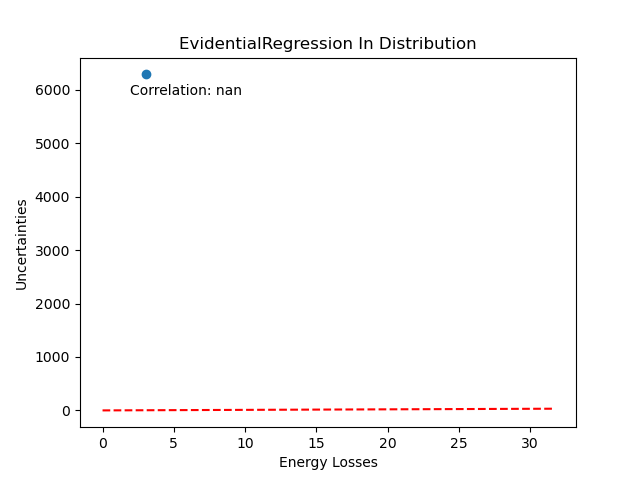 EvidentialRegression In Distribution
6000
Correlation: nan
5000
4000
3000
2000
1000
0
Uncertainties
0 5 10 15 20 25 30
Energy Losses